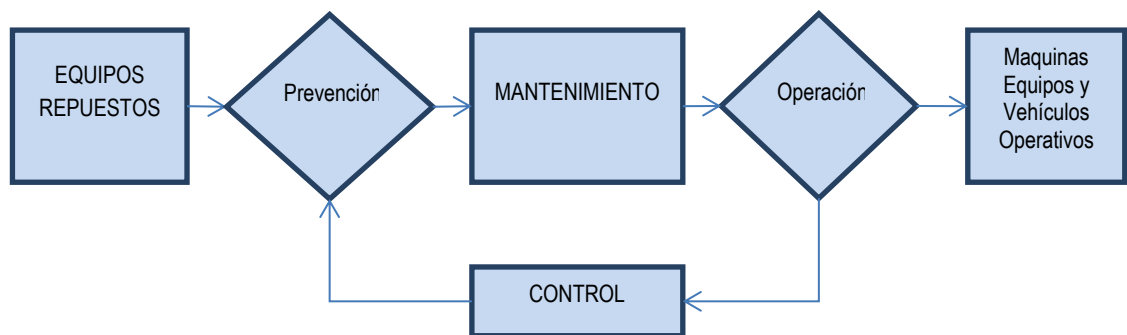 EQUIPOS
REPUESTOS
Prevención
MANTENIMIENTO
Operación
Maquinas
Equipos y
Vehículos
Operativos
CONTROL